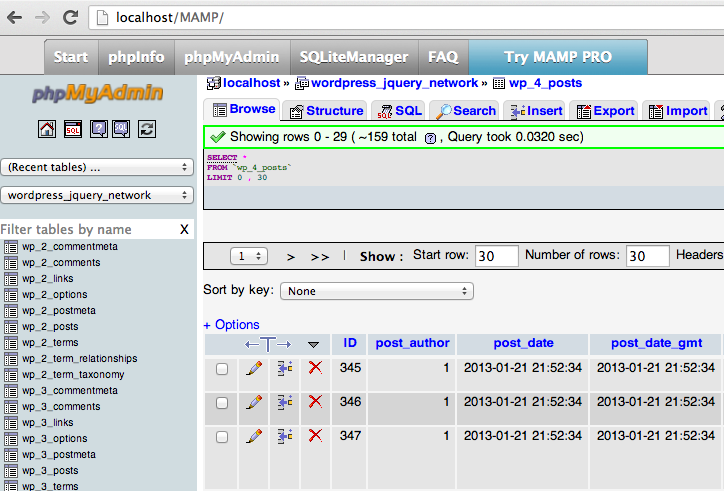 localhost/MAMP/
Start phpInfo phpMyAdmin SQLiteManager FAQ Try MAMP PRO
phpMyAdmin
SQL SQL
(Recent tables) ...
wordpress_jquery_network
Filter tables by name X
wp_2_commentmeta
wp_2_comments
wp_2_links
wp_2_options
wp_2_postmeta
wp_2_posts
wp_2_terms
wp_2_term_relationships
wp_2_term_taxonomy
wp_3_commentmeta
wp_3_comments
wp_3_links
wp_3_options
wp_3_postmeta
wp_3_posts
wp_3_terms
localhost » wordpress_jquery_network » wp_4_posts
Browse Structure SQL Search Insert Export Import
Showing rows 0 - 29 ( ~159 total ? , Query took 0.0320 sec)
SELECT *
FROM `wp_4_posts`
LIMIT 0 , 30
1 > >> | Show : Start row: 30 Number of rows: 30 Headers
Sort by key: None
+ Options
←T→ ID post_author post_date post_date_gmt
345 1 2013-01-21 21:52:34 2013-01-21 21:52:34
346 1 2013-01-21 21:52:34 2013-01-21 21:52:34
347 1 2013-01-21 21:52:34 2013-01-21 21:52:34